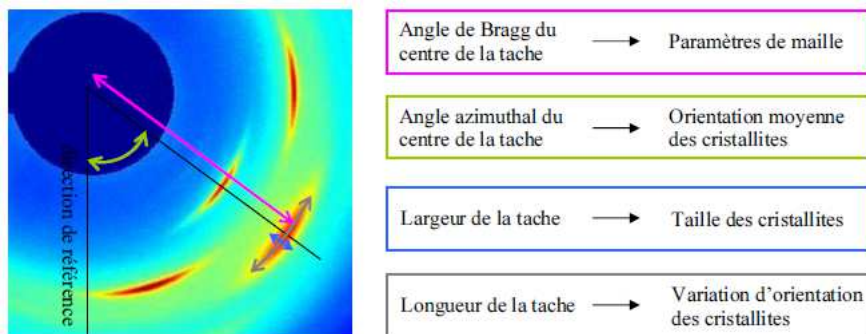 Angle de Bragg du
centre de la tache
Paramètres de maille
Angle azimuthal du
centre de la tache
Orientation moyenne
des cristallites
Largeur de la tache
Taille des cristallites
Longueur de la tache
Variation d'orientation
des cristallites
de référence